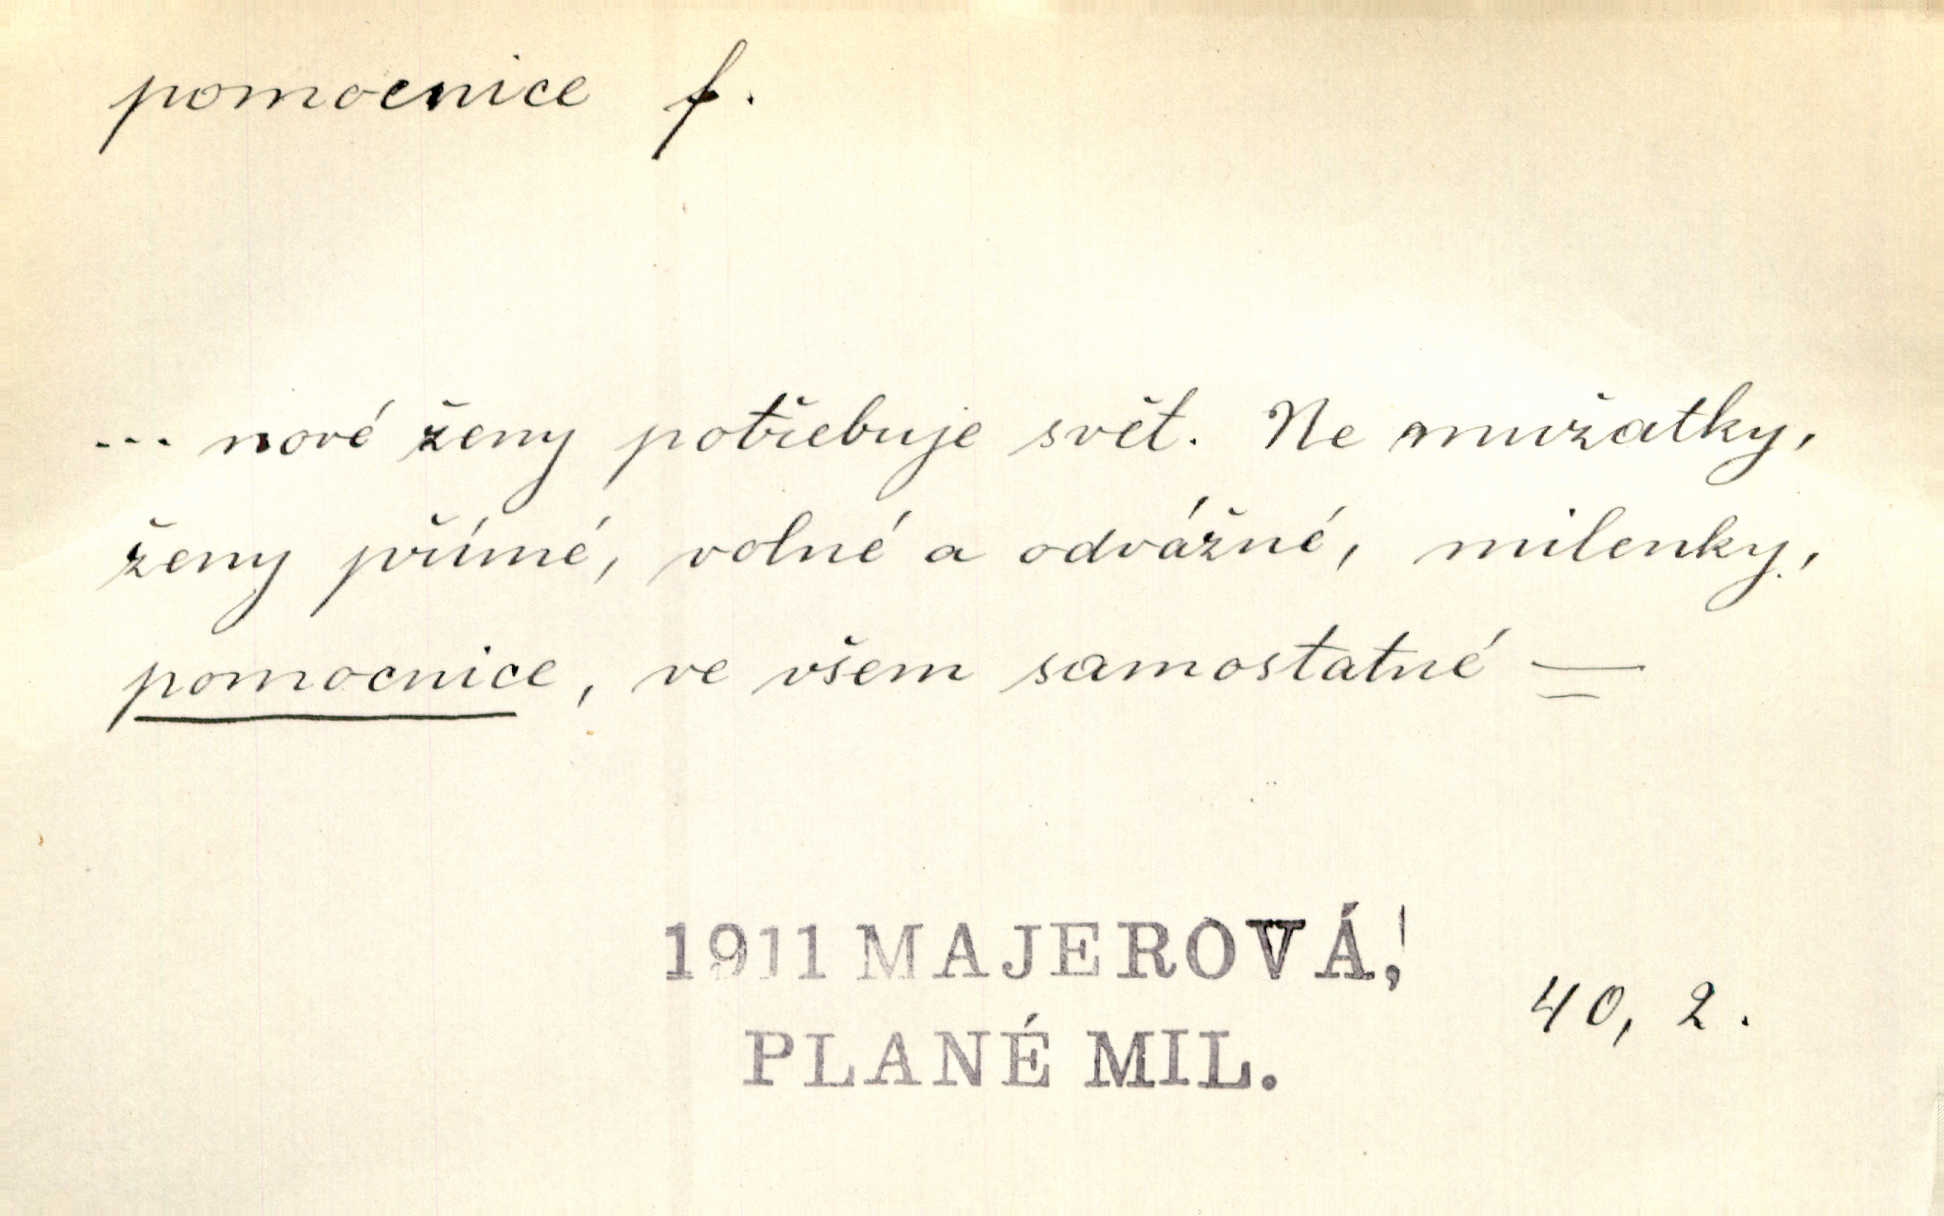 pomocnice f.
... nové ženy potřebuje svět. Ne mužatky,
ženy přímé, volné a odvážné, milenky,
pomocnice, ve všem samostatné =
1911 MAJEROVÁ,
PLANÉ MIL.
40, 2.